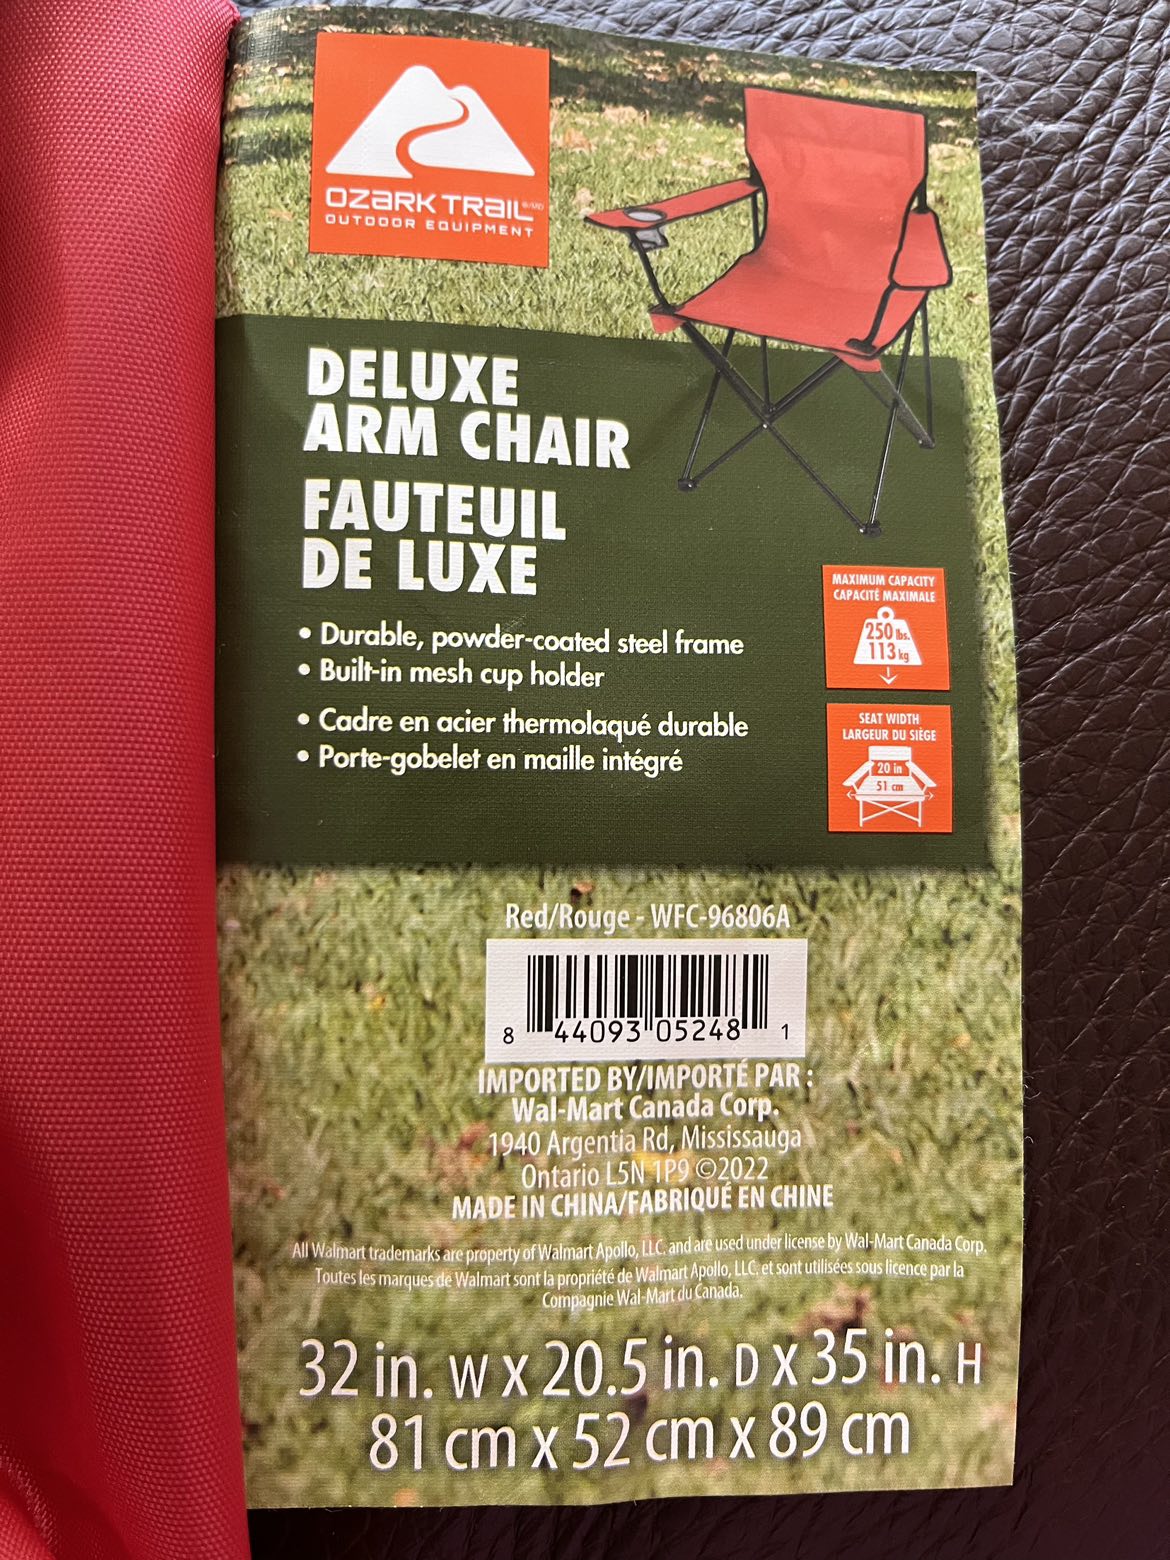 OZARK TRAIL ®/MD
OUTDOOR EQUIPMENT
DELUXE
ARM CHAIR
FAUTEUIL
DE LUXE
• Durable, powder-coated steel frame
• Built-in mesh cup holder
• Cadre en acier thermolaqué durable
• Porte-gobelet en maille intégré
MAXIMUM CAPACITY
CAPACITÉ MAXIMALE
250 lbs.
113 kg
SEAT WIDTH
LARGEUR DU SIÈGE
20 in
51 cm
Red/Rouge - WFC-96806A
8 44093 05248 1
IMPORTED BY/IMPORTÉ PAR :
Wal-Mart Canada Corp.
1940 Argentia Rd, Mississauga
Ontario L5N 1P9 ©2022
MADE IN CHINA/FABRIQUÉ EN CHINE
All Walmart trademarks are property of Walmart Apollo, LLC. and are used under license by Wal-Mart Canada Corp.
Toutes les marques de Walmart sont la propriété de Walmart Apollo, LLC. et sont utilisées sous licence par la
Compagnie Wal-Mart du Canada.
32 in. W x 20.5 in. D x 35 in. H
81 cm x 52 cm x 89 cm